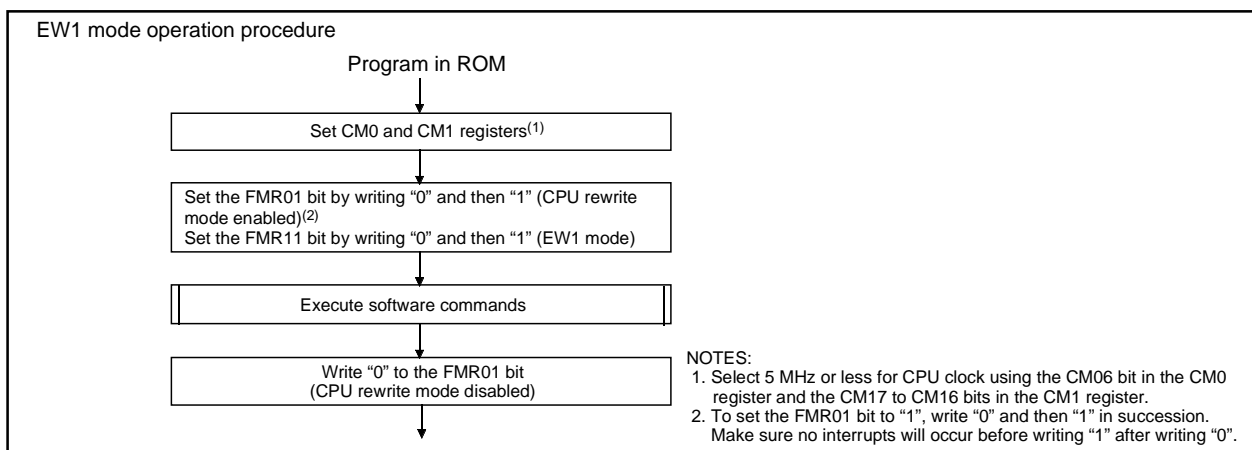 EW1 mode operation procedure
Program in ROM
Set CM0 and CM1 registers(1)
Set the FMR01 bit by writing “0” and then “1” (CPU rewrite
mode enabled)(2)
Set the FMR11 bit by writing “0” and then “1” (EW1 mode)
Execute software commands
Write “0” to the FMR01 bit
(CPU rewrite mode disabled)
NOTES:
1. Select 5 MHz or less for CPU clock using the CM06 bit in the CM0
register and the CM17 to CM16 bits in the CM1 register.
2. To set the FMR01 bit to “1”, write “0” and then “1” in succession.
Make sure no interrupts will occur before writing “1” after writing “0”.